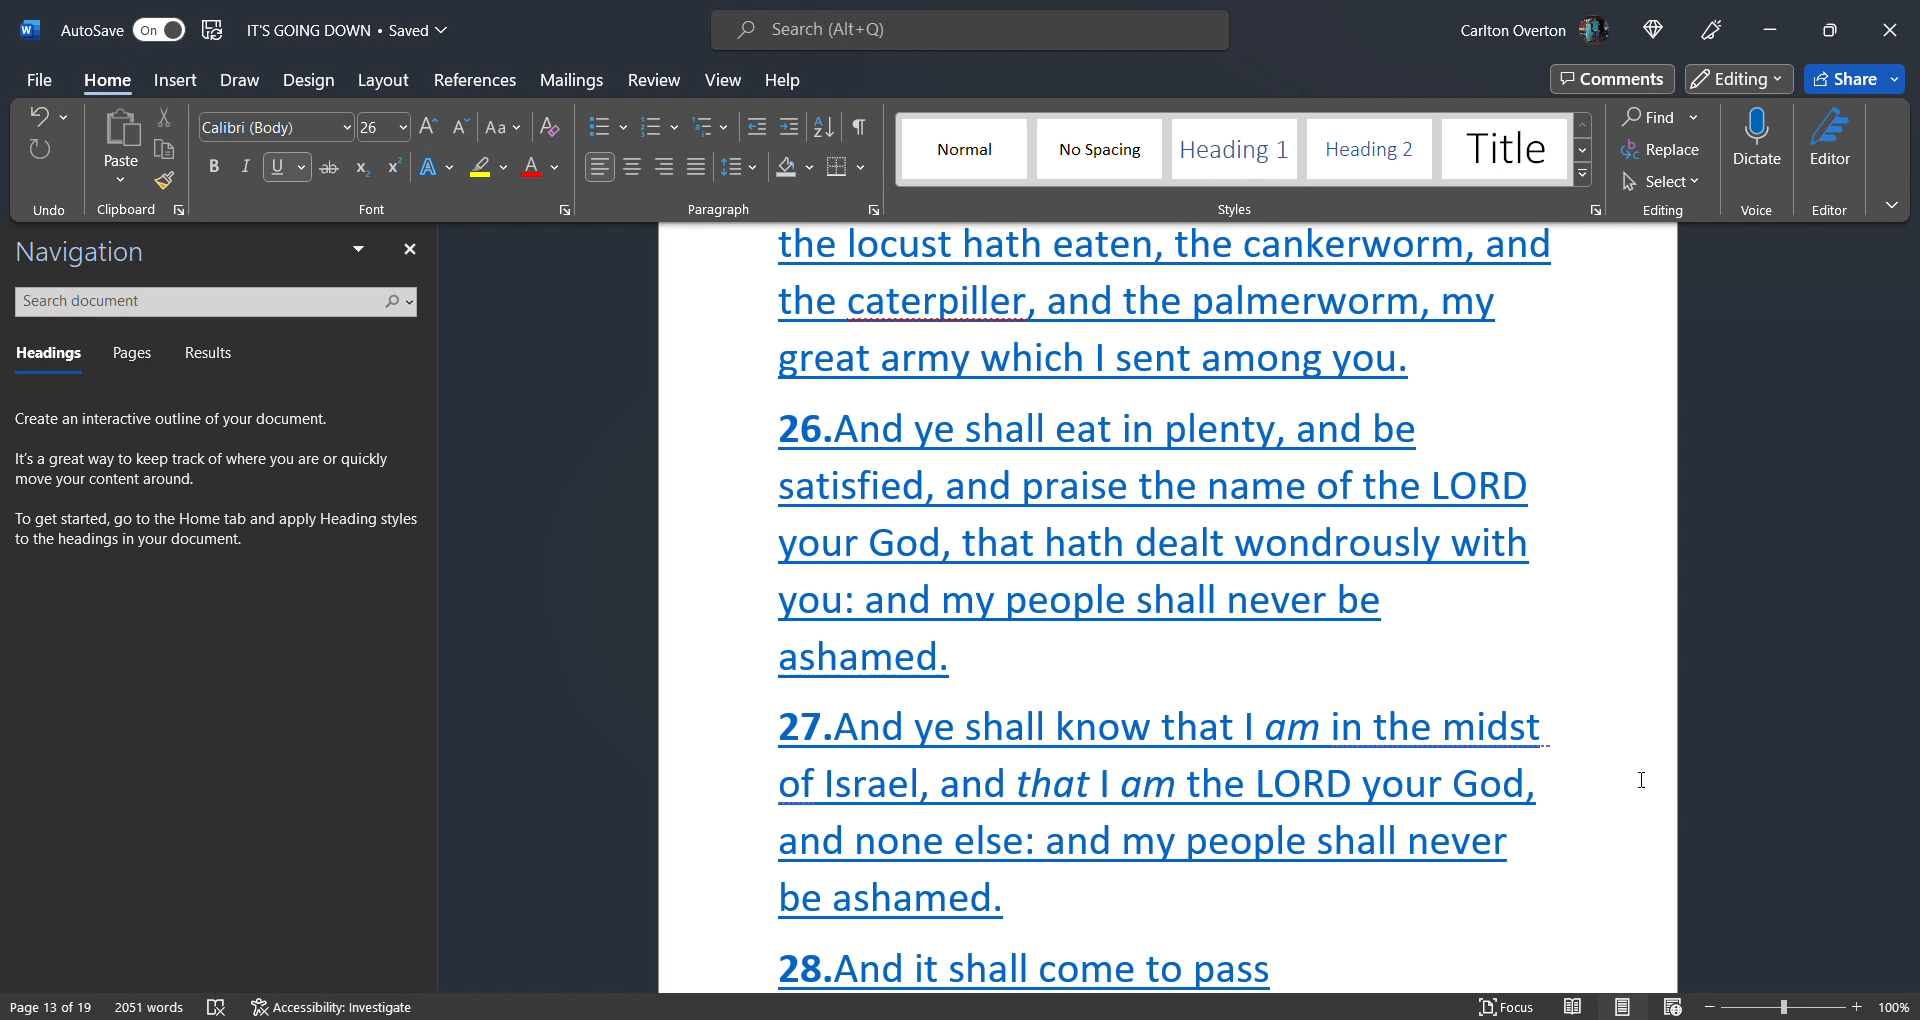 AutoSave On IT'S GOING DOWN • Saved Search (Alt+Q) Carlton Overton
File Home Insert Draw Design Layout References Mailings Review View Help Comments Editing Share
Paste
Calibri (Body) 26 Aa
B I U ab x₂ x² A A
Normal No Spacing Heading 1 Heading 2 Title
Find
Replace
Select
Dictate Editor
Undo Clipboard Font Paragraph Styles Editing Voice Editor
Navigation
Search document
Headings Pages Results
Create an interactive outline of your document.
It's a great way to keep track of where you are or quickly
move your content around.
To get started, go to the Home tab and apply Heading styles
to the headings in your document.
the locust hath eaten, the cankerworm, and
the caterpiller, and the palmerworm, my
great army which I sent among you.
26.And ye shall eat in plenty, and be
satisfied, and praise the name of the LORD
your God, that hath dealt wondrously with
you: and my people shall never be
ashamed.
27.And ye shall know that I am in the midst
of Israel, and that I am the LORD your God,
and none else: and my people shall never
be ashamed.
28.And it shall come to pass
Page 13 of 19 2051 words Accessibility: Investigate Focus 100%